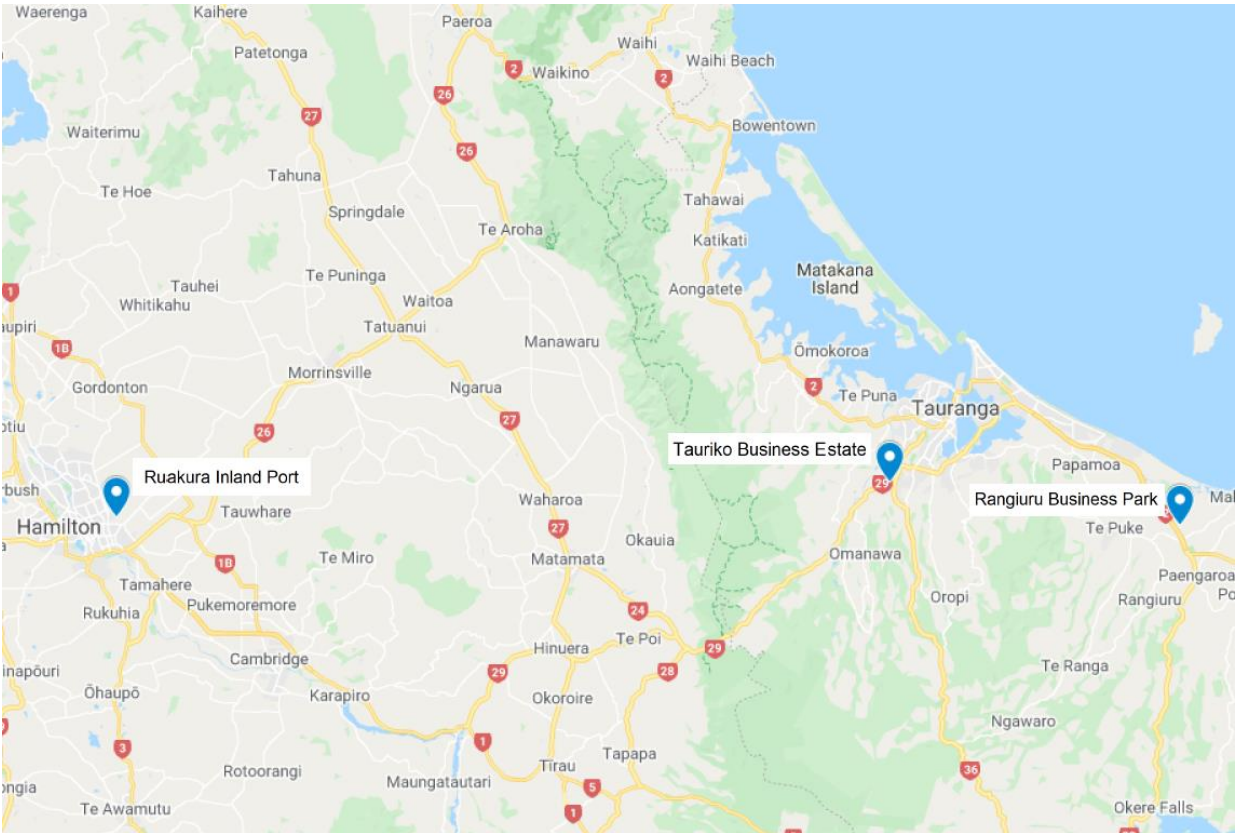 Waerenga
Kaihere
Paeroa
Patetonga
Waihi
Waihi Beach
2
Waikino
2
26
27
Waiterimu
Bowentown
26
Tahuna
Te Hoe
Springdale
Tahawai
Te Aroha
Katikati
Matakana
Island
Te Puninga
Tauhei
Aongatete
1
Whitikahu
Waitoa
aupiri
Tatuanui
Manawaru
1B
Ōmokoroa
Morrinsville
2
Gordonton
Ngarua
Te Puna
Tauranga
27
26
Tauriko Business Estate
Papamoa
Ruakura Inland Port
29
Rangiuru Business Park
Waharoa
Tauwhare
Hamilton
27
Te Puke
Okauia
Te Miro
Matamata
Omanawa
1B
Tamahere
Paengaroa
Pukemoremore
Oropi
Rangiuru
Rukuhia
24
Te Poi
Hinuera
29
Cambridge
Te Ranga
29
28
Ōhaupō
Karapiro
Okoroire
Ngawaro
3
1
Tapapa
Tirau
Rotoorangi
36
Maungatautari
5
Te Awamutu
1
Okere Falls